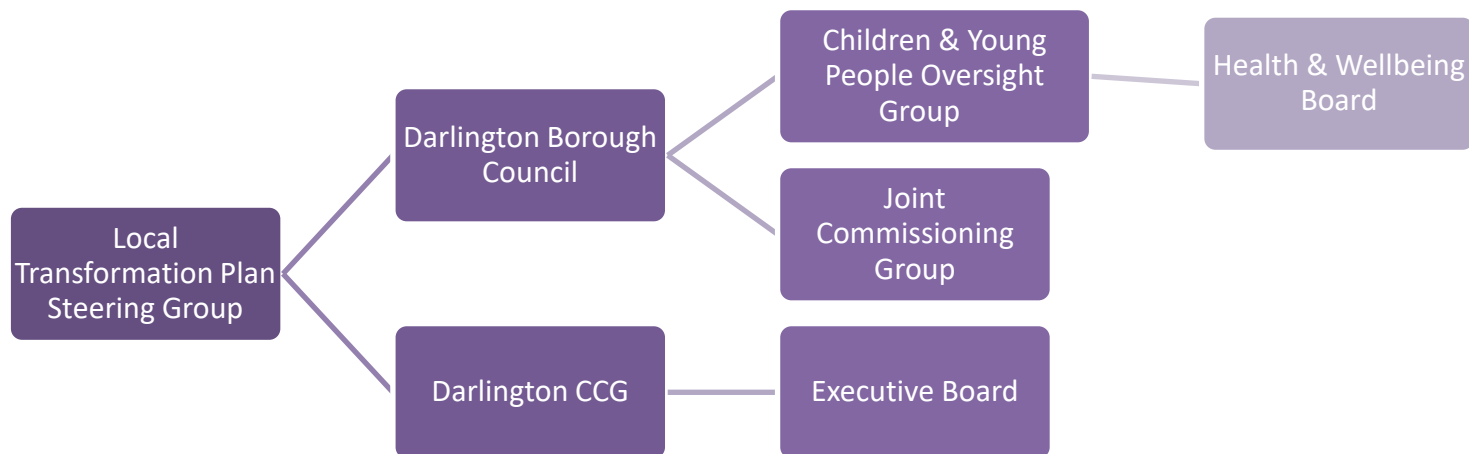 Local
Transformation Plan
Steering Group
Darlington Borough
Council
Darlington CCG
Children & Young
People Oversight
Group
Joint
Commissioning
Group
Executive Board
Health & Wellbeing
Board